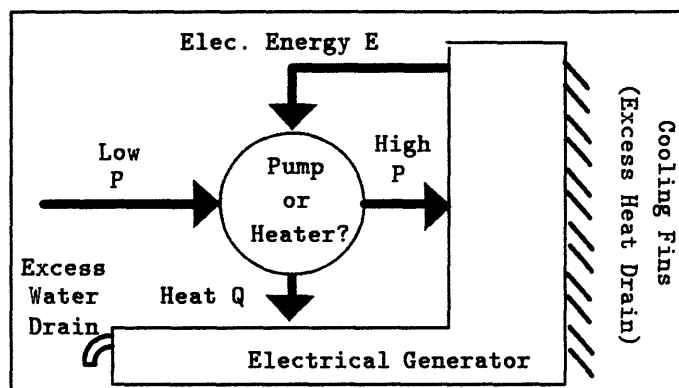 Elec. Energy E
Low
P
Pump
or
Heater?
High
P
Cooling Fins
(Excess Heat Drain)
Excess
Water
Drain
Heat Q
Electrical Generator